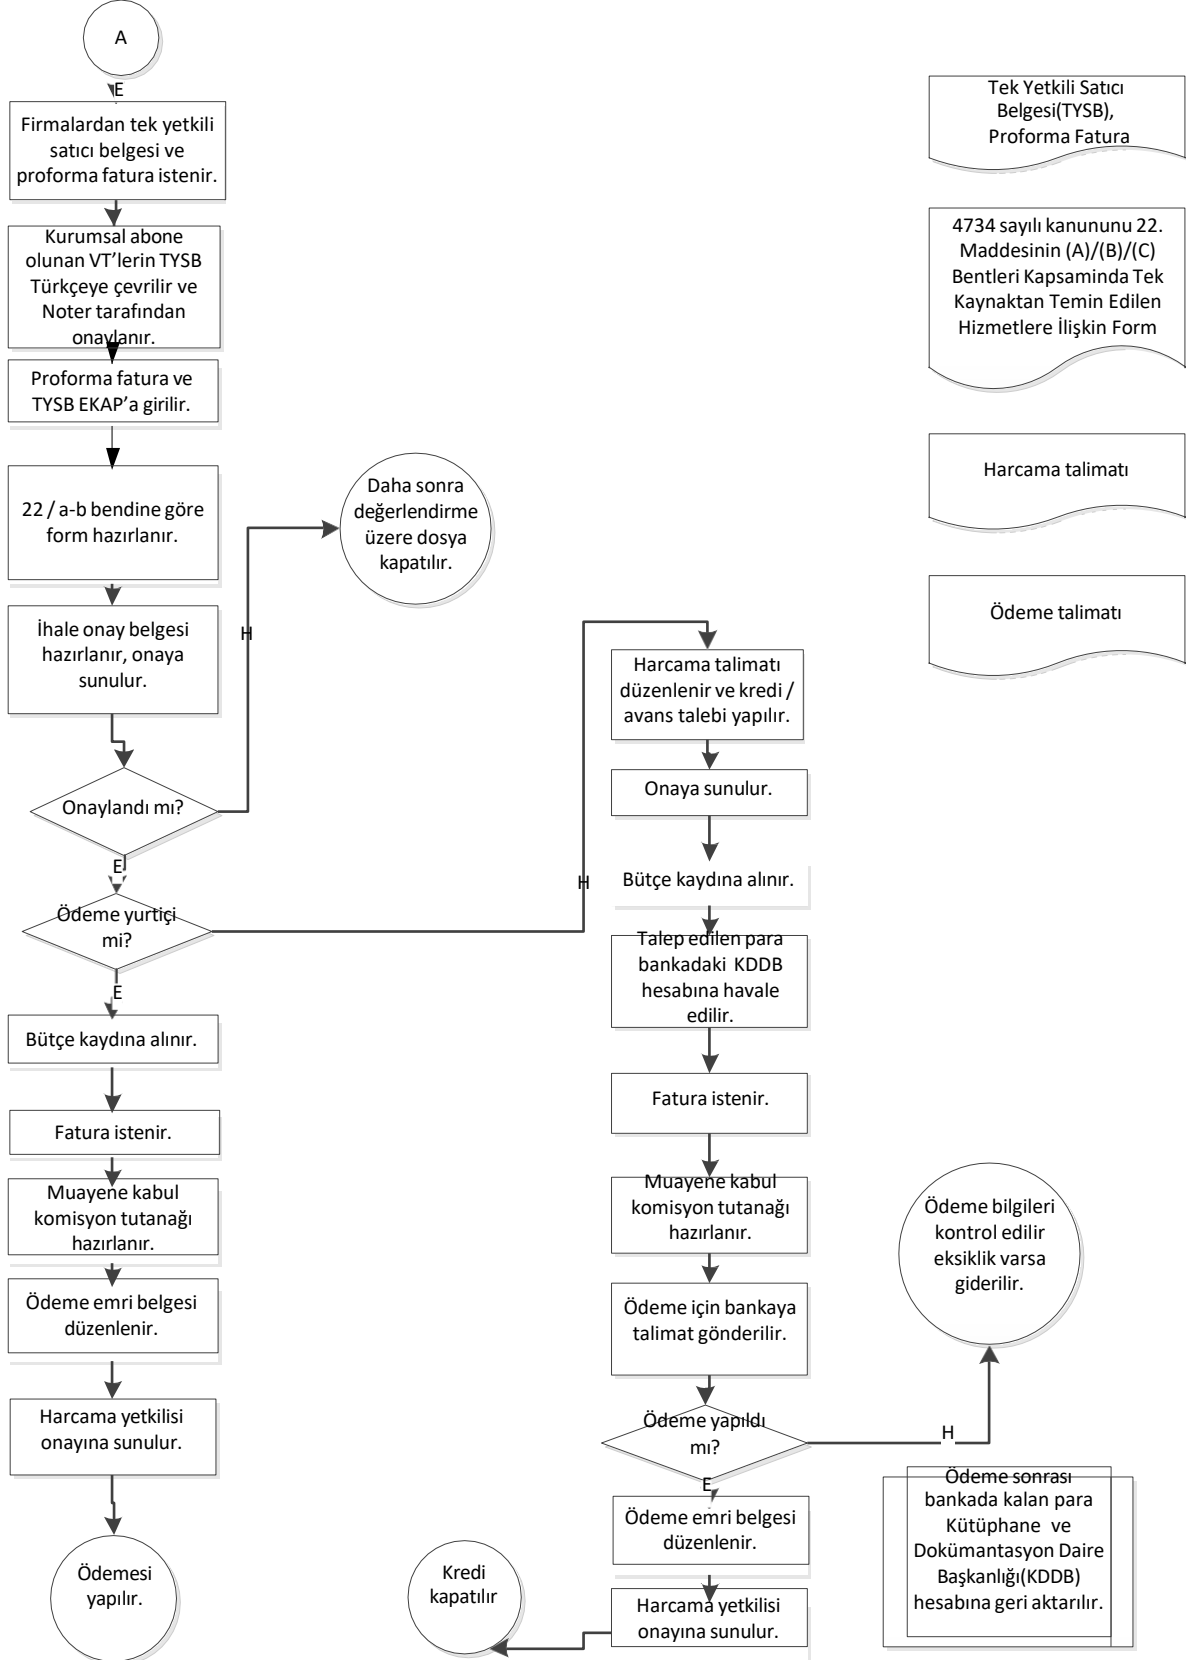 A
E
Firmalardan tek yetkili
satıcı belgesi ve
proforma fatura istenir.
Kurumsal abone
olunan VT’lerin TYSB
Türkçeye çevrilir ve
Noter tarafından
onaylanır.
Proforma fatura ve
TYSB EKAP’a girilir.
22 / a-b bendine göre
form hazırlanır.
İhale onay belgesi
hazırlanır, onaya
sunulur.
Onaylandı mı?
H
Daha sonra
değerlendirme
üzere dosya
kapatılır.
E
Ödeme yurtiçi
mi?
H
E
Bütçe kaydına alınır.
Fatura istenir.
Muayene kabul
komisyon tutanağı
hazırlanır.
Ödeme emri belgesi
düzenlenir.
Harcama yetkilisi
onayına sunulur.
Ödemesi
yapılır.
Harcama talimatı
düzenlenir ve kredi /
avans talebi yapılır.
Onaya sunulur.
Bütçe kaydına alınır.
Talep edilen para
bankadaki KDDB
hesabına havale
edilir.
Fatura istenir.
Muayene kabul
komisyon tutanağı
hazırlanır.
Ödeme için bankaya
talimat gönderilir.
Ödeme yapıldı
mı?
H
Ödeme bilgileri
kontrol edilir
eksiklik varsa
giderilir.
E
Ödeme emri belgesi
düzenlenir.
Harcama yetkilisi
onayına sunulur.
Kredi
kapatılır
Ödeme sonrası
bankada kalan para
Kütüphane ve
Dokümantasyon Daire
Başkanlığı(KDDB)
hesabına geri aktarılır.
Tek Yetkili Satıcı
Belgesi(TYSB),
Proforma Fatura
4734 sayılı kanununu 22.
Maddesinin (A)/(B)/(C)
Bentleri Kapsaminda Tek
Kaynaktan Temin Edilen
Hizmetlere İlişkin Form
Harcama talimatı
Ödeme talimatı